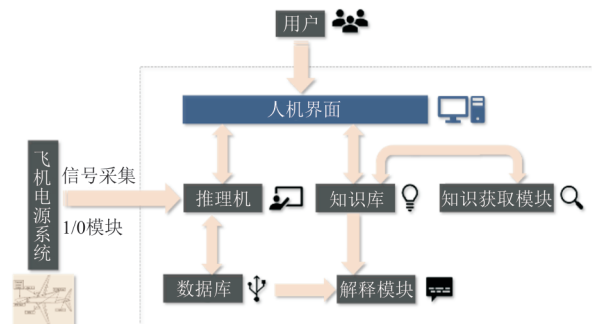 用户
人机界面
飞机电源系统
信号采集
1/0模块
推理机
知识库
知识获取模块
数据库
解释模块